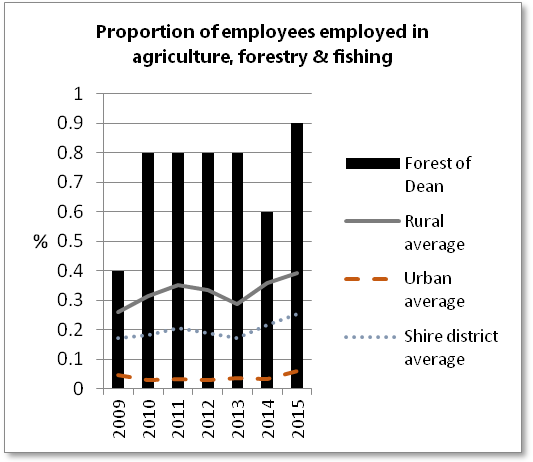 Proportion of employees employed in
agriculture, forestry & fishing
1
0.9
0.8
0.7
0.6
0.5
0.4
0.3
0.2
0.1
0
%
2009
2010
2011
2012
2013
2014
2015
Forest of
Dean
Rural
average
Urban
average
Shire district
average